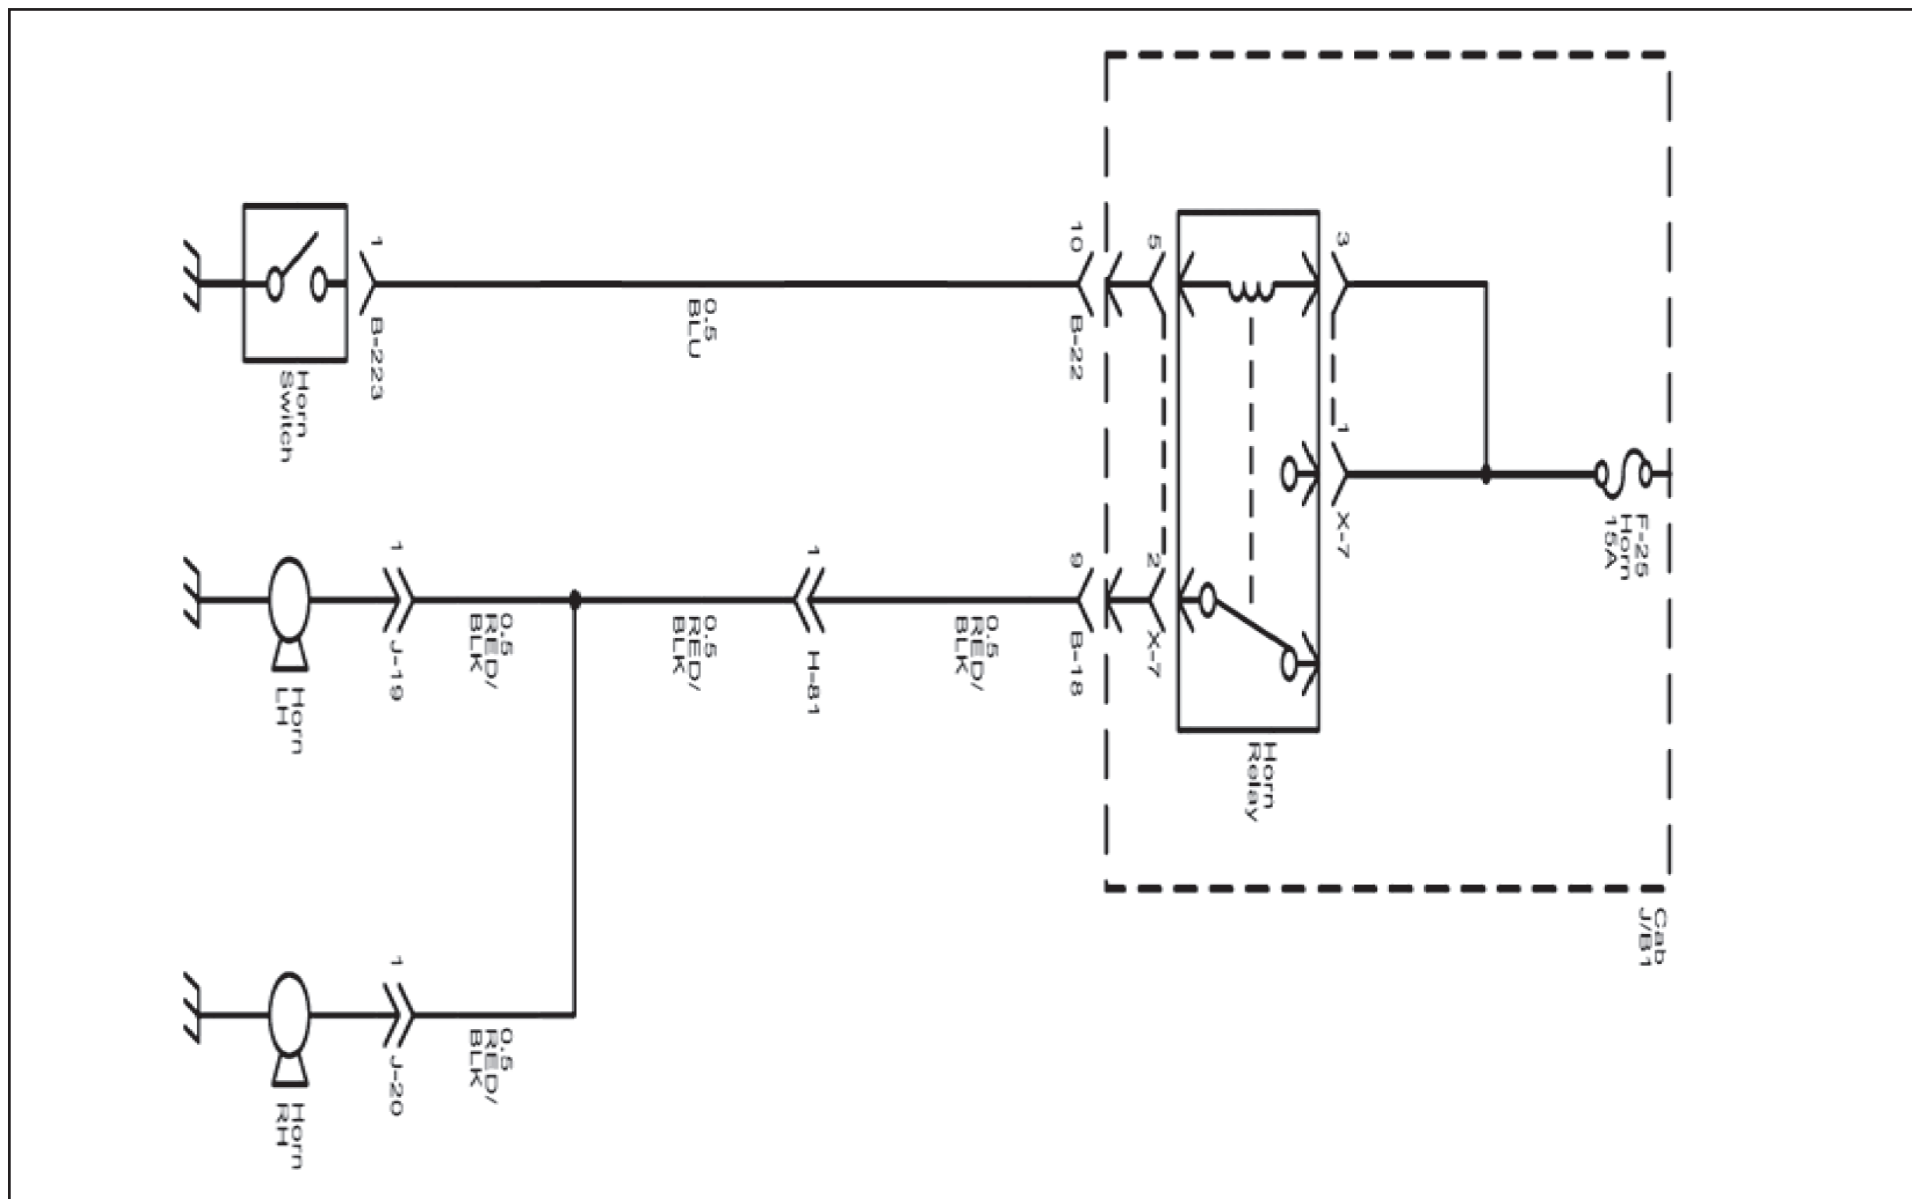 Cab
J/B1
F-25
Horn
15A
3
1
X-7
Horn
Relay
5
2
X-7
10
B-22
9
B-18
0.5
BLU
0.5
RED/
BLK
1
H-81
0.5
RED/
BLK
0.5
RED/
BLK
0.5
RED/
BLK
1
B-223
1
J-19
1
J-20
Horn
Switch
Horn
LH
Horn
RH